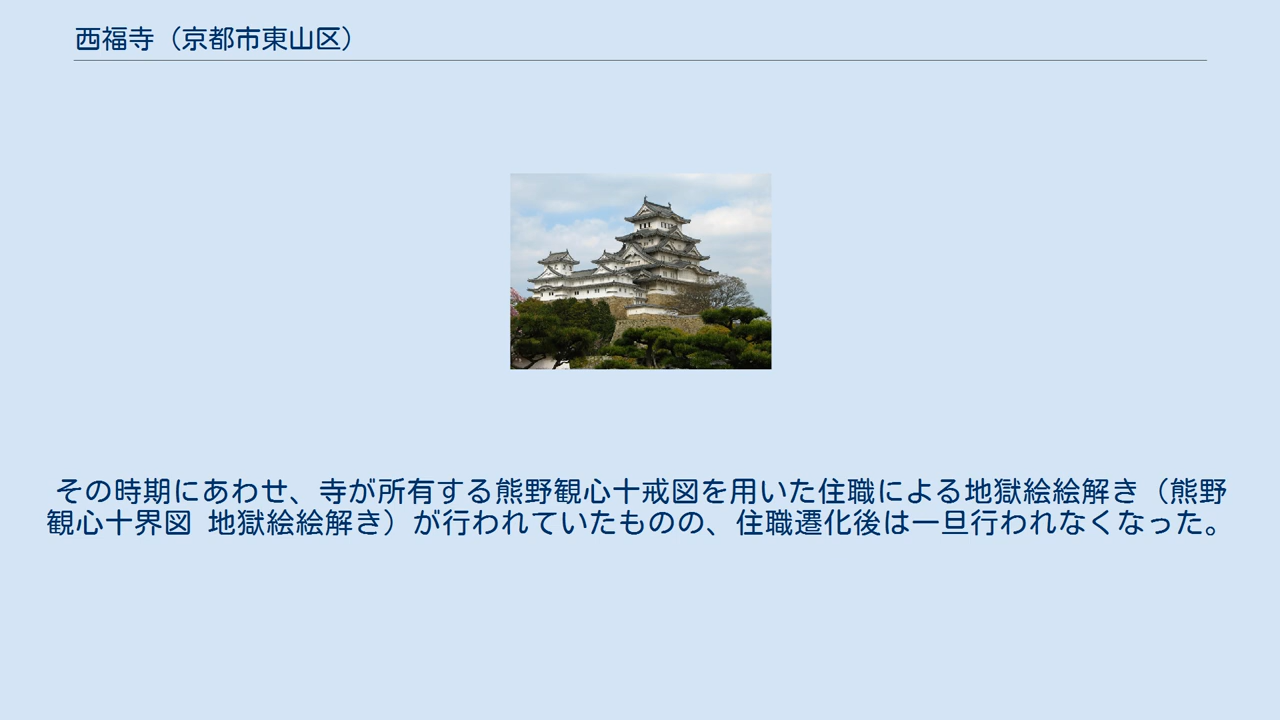 西福寺（京都市東山区）
その時期にあわせ、寺が所有する熊野観心十戒図を用いた住職による地獄絵絵解き（熊野
観心十界図 地獄絵絵解き）が行われていたものの、住職遷化後は一旦行われなくなった。